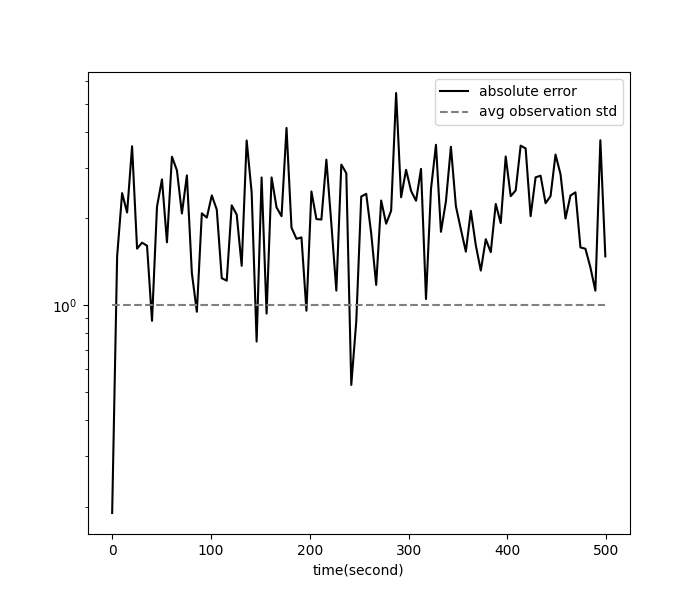 absolute error
avg observation std
10⁰
0 100 200 300 400 500
time(second)